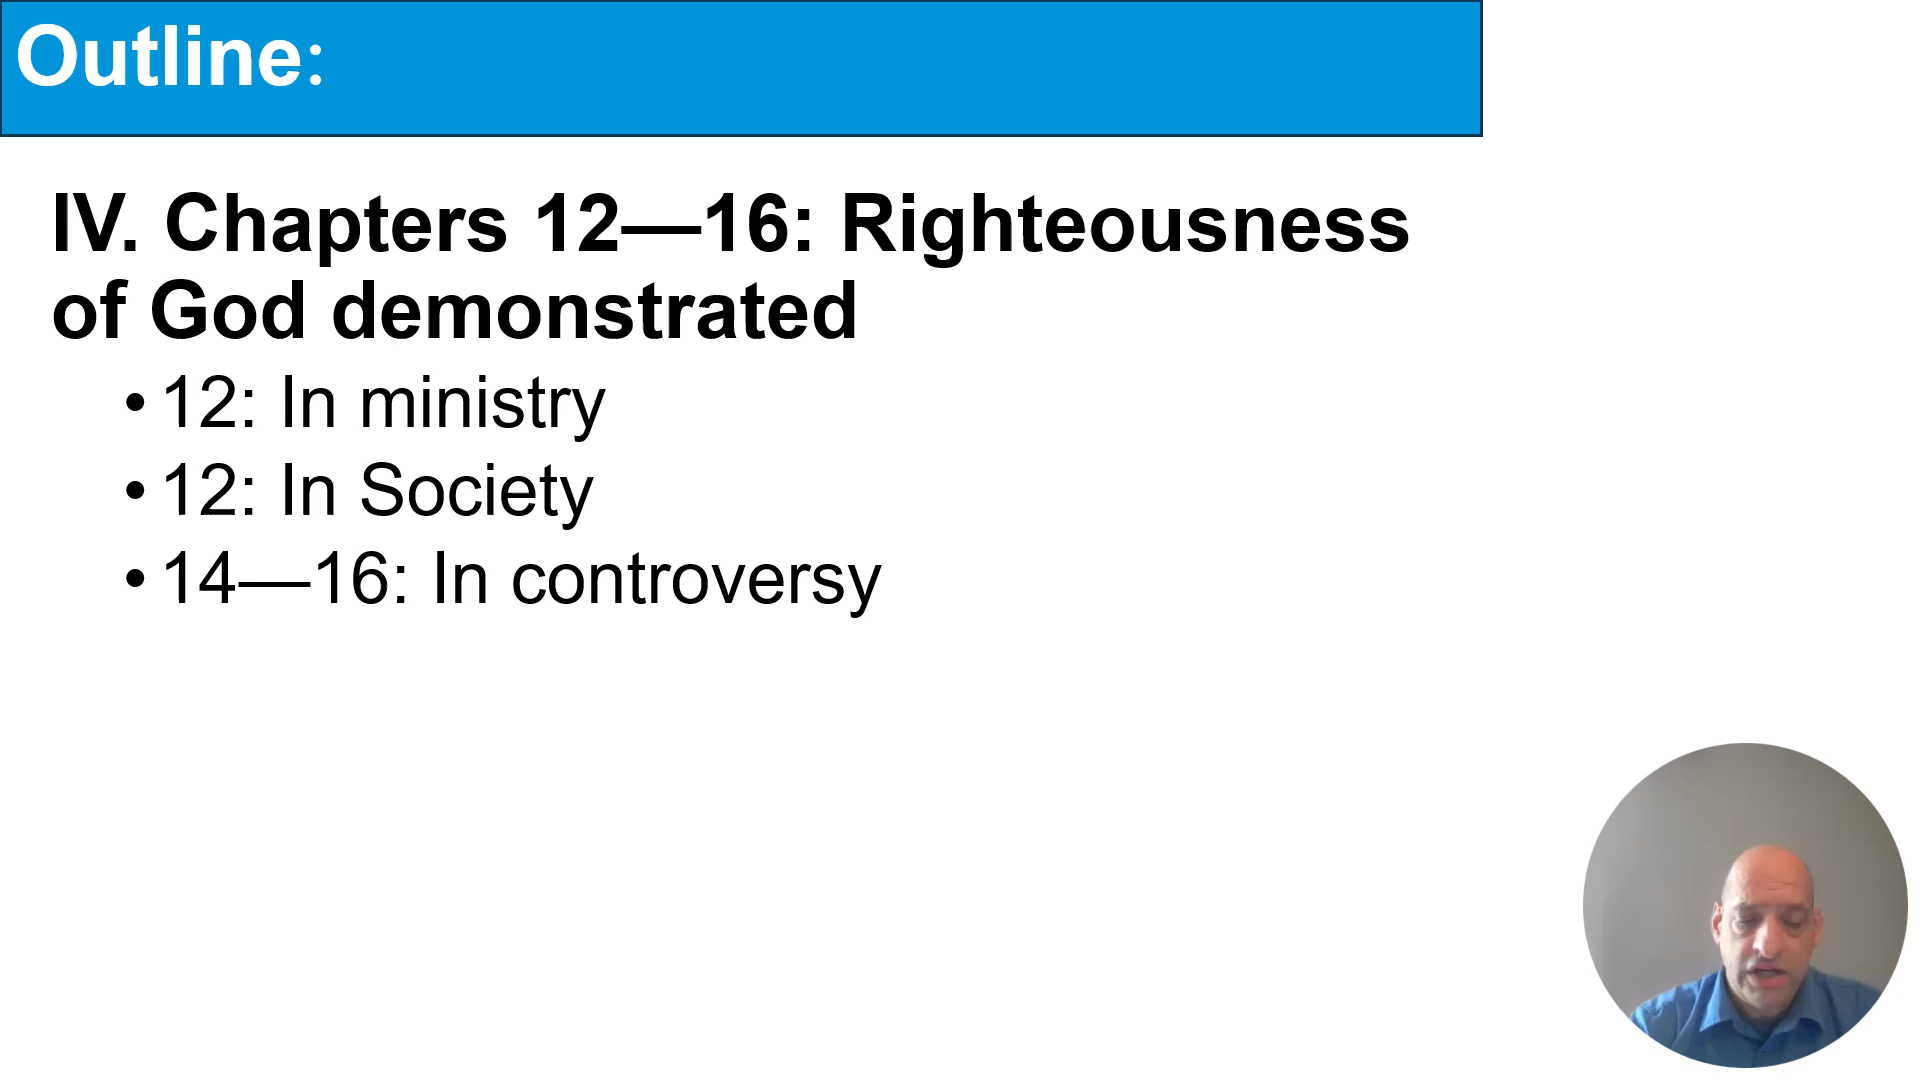 Outline:
IV. Chapters 12—16: Righteousness
of God demonstrated
• 12: In ministry
• 12: In Society
• 14—16: In controversy